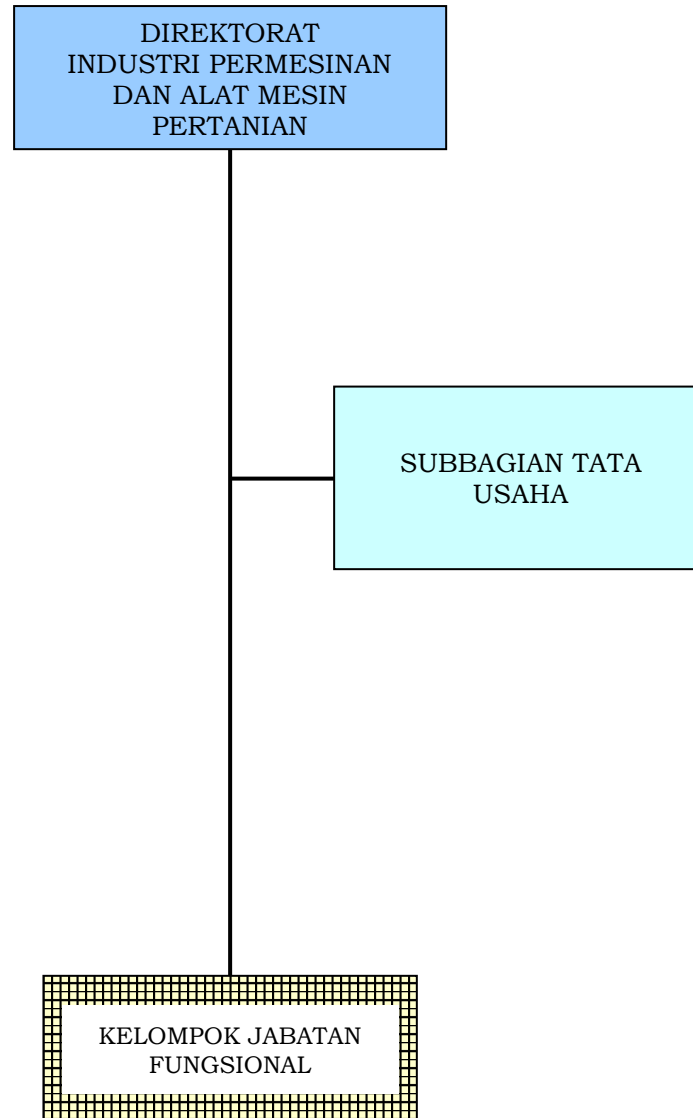 DIREKTORAT
INDUSTRI PERMESINAN
DAN ALAT MESIN
PERTANIAN
SUBBAGIAN TATA
USAHA
KELOMPOK JABATAN
FUNGSIONAL